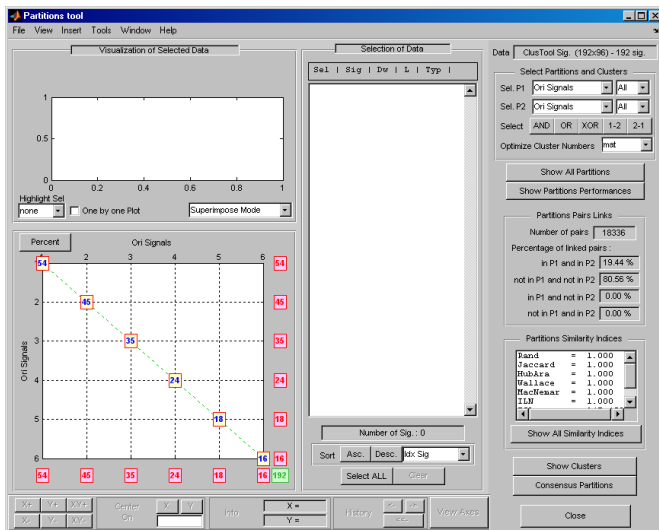 Partitions tool
File View Insert Tools Window Help
Visualization of Selected Data
1
0.5
0
0 0.2 0.4 0.6 0.8 1
Highlight Sel
none One by one Plot Superimpose Mode
Percent Ori Signals
1 2 3 4 5 6
Ori Signals
54 54
2 45 45
3 35 35
4 24 24
5 18 18
6 16 16
54 45 35 24 18 16 192
Selection of Data
Sel | Sig | Dw | L | Typ |
Number of Sig. : 0
Sort Asc. Desc. Idx Sig
Select ALL Clear
Data ClusTool Sig. (192x96) - 192 sig.
Select Partitions and Clusters
Sel. P1 Ori Signals All
Sel. P2 Ori Signals All
Select AND OR XOR 1-2 2-1
Optimize Cluster Numbers mat
Show All Partitions
Show Partitions Performances
Partitions Pairs Links
Number of pairs 18336
Percentage of linked pairs :
in P1 and in P2 19.44 %
not in P1 and not in P2 80.56 %
in P1 and not in P2 0.00 %
not in P1 and in P2 0.00 %
Partitions Similarity Indices
Rand = 1.000
Jaccard = 1.000
HubAra = 1.000
Wallace = 1.000
MacNemar = 1.000
ILN = 1.000
Show All Similarity Indices
Show Clusters
Consensus Partitions
Close
X+ Y+ XY+
X- Y- XY-
Center On X Y
Info X =
Y =
History <- ->
<<-
View Axes